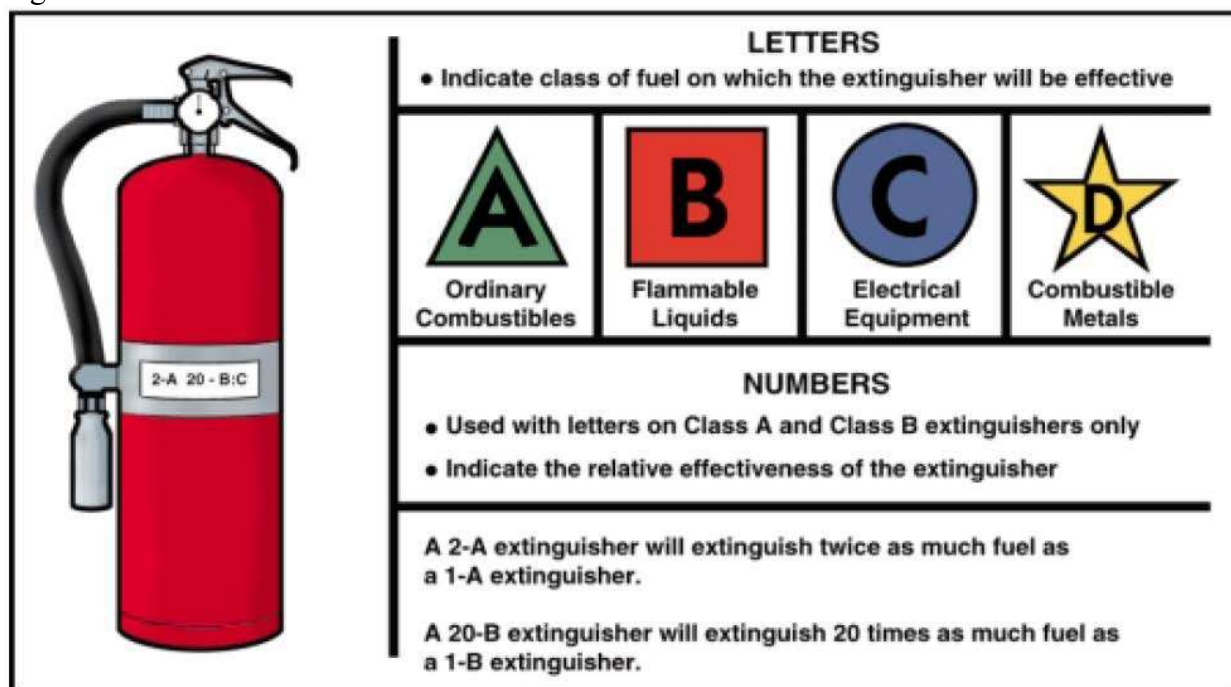 LETTERS
• Indicate class of fuel on which the extinguisher will be effective
A
B
C
D
Ordinary
Combustibles
Flammable
Liquids
Electrical
Equipment
Combustible
Metals
2-A 20 - B:C
NUMBERS
• Used with letters on Class A and Class B extinguishers only
• Indicate the relative effectiveness of the extinguisher
A 2-A extinguisher will extinguish twice as much fuel as
a 1-A extinguisher.
A 20-B extinguisher will extinguish 20 times as much fuel as
a 1-B extinguisher.